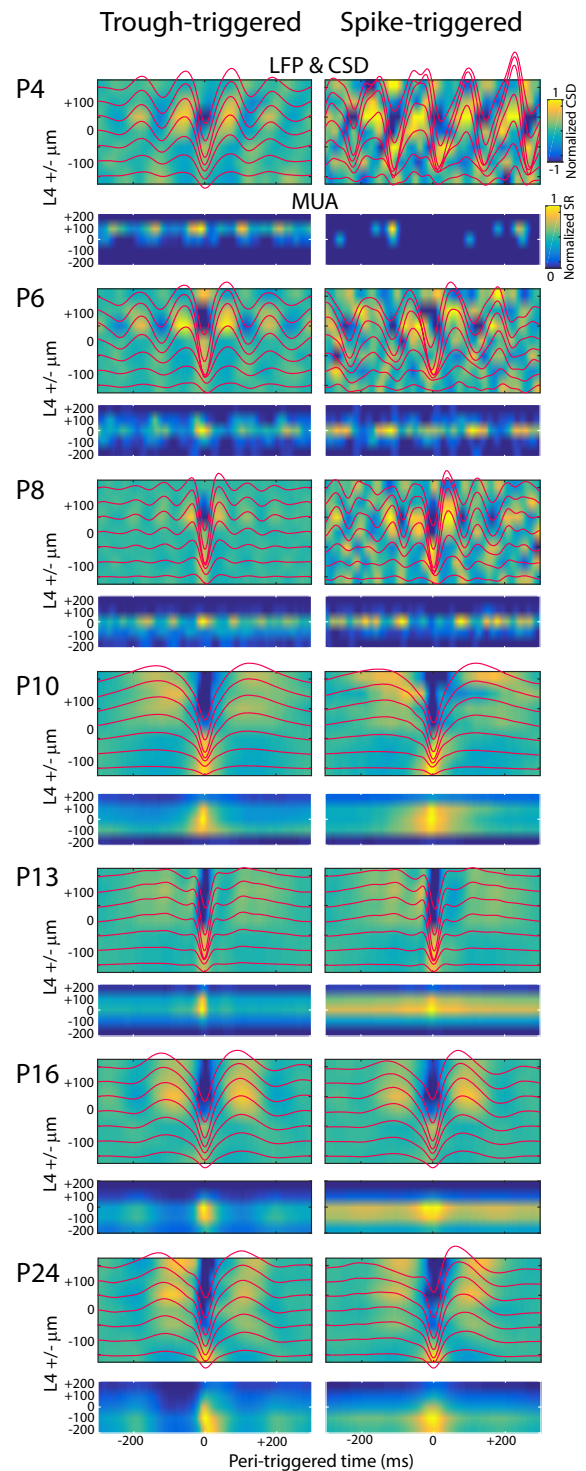 Trough-triggered Spike-triggered
LFP & CSD
P4
L4 +/- μm
+100
0
-100
1
-1
Normalized CSD
MUA
+200
+100
0
-200
1
0
Normalized SR
P6
L4 +/- μm
+100
0
-100
+200
+100
0
-100
-200
P8
L4 +/- μm
+100
0
-100
+200
+100
0
-100
-200
P10
L4 +/- μm
+100
0
-100
+200
+100
0
-100
-200
P13
L4 +/- μm
+100
0
-100
+200
+100
0
-100
-200
P16
L4 +/- μm
+100
0
-100
+200
+100
0
-100
-200
P24
L4 +/- μm
+100
0
-100
+200
+100
0
-100
-200
-200 0 +200 0 +200
Peri-triggered time (ms)